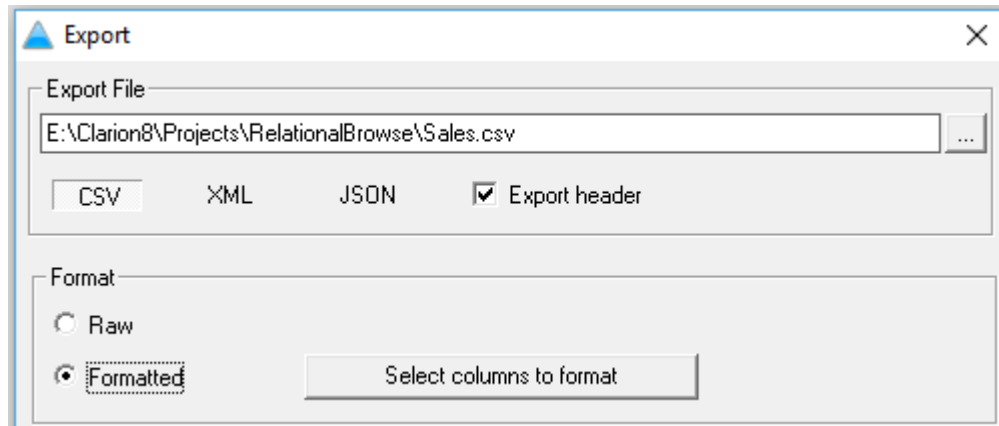 Export
Export File
E:\Clarion8\Projects\RelationalBrowse\Sales.csv
...
CSV XML JSON Export header
Format
Raw
Formatted Select columns to format